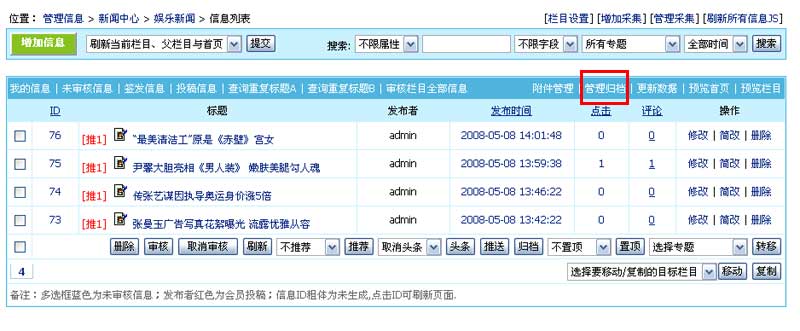 位置： 管理信息 > 新闻中心 > 娱乐新闻 > 信息列表 [栏目设置] [增加采集] [管理采集] [刷新所有信息JS]
增加信息 刷新当前栏目、父栏目与首页 提交 搜索: 不限属性 不限字段 所有专题 全部时间 搜索
我的信息 | 未审核信息 | 签发信息 | 投稿信息 | 查询重复标题A | 查询重复标题B | 审核栏目全部信息 附件管理 | 管理归档 | 更新数据 | 预览首页 | 预览栏目
ID 标题 发布者 发布时间 点击 评论 操作
76 [推1] “最美清洁工”原是《赤壁》宫女 admin 2008-05-08 14:01:48 0 0 修改 | 简改 | 删除
75 [推1] 尹馨大胆亮相《男人装》 嫩肤美腿勾人魂 admin 2008-05-08 13:59:38 1 1 修改 | 简改 | 删除
74 [推1] 传张艺谋因执导奥运身价涨5倍 admin 2008-05-08 13:46:22 0 0 修改 | 简改 | 删除
73 [推1] 张曼玉广告写真花絮曝光 流露优雅从容 admin 2008-05-08 13:42:22 0 0 修改 | 简改 | 删除
删除 审核 取消审核 刷新 不推荐 推荐 取消头条 头条 推送 归档 不置顶 置顶 选择专题 转移
4 选择要移动/复制的目标栏目 移动 复制
备注：多选框蓝色为未审核信息；发布者红色为会员投稿；信息ID粗体为未生成,点击ID可刷新页面.